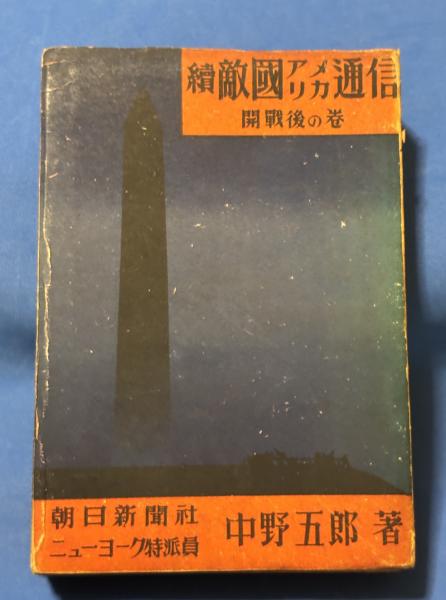 續 敵國アメリカ通信
開戰後の巻
朝日新聞社
ニューヨーク特派員
中野五郎 著